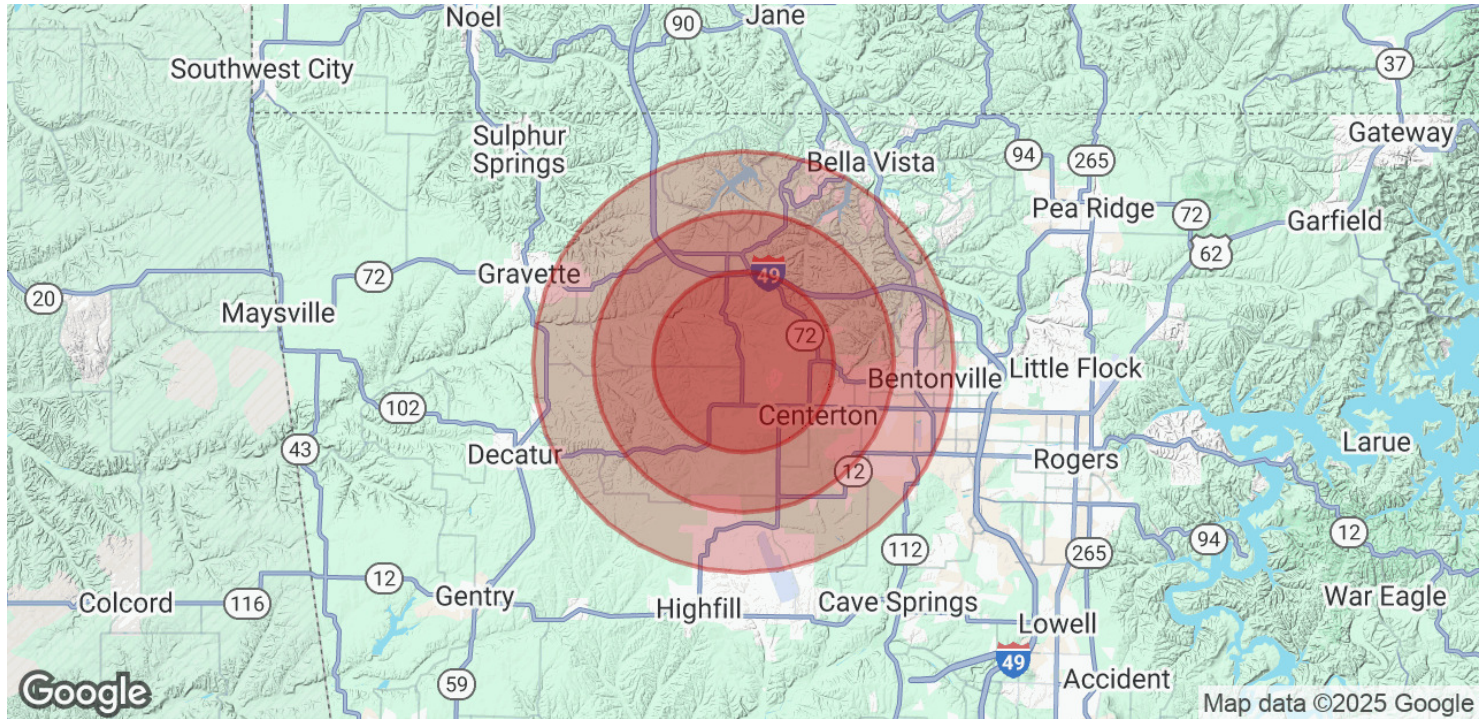 Noel
90
Jane
Southwest City
37
Sulphur
Springs
Bella Vista
94
265
Gateway
Pea Ridge
72
Garfield
62
Gravette
72
49
20
Maysville
72
Little Flock
Bentonville
102
Centerton
43
Decatur
12
Rogers
Larue
94
12
112
265
12
Gentry
Colcord
116
Highfill
Cave Springs
War Eagle
Lowell
49
59
Accident
Google
Map data ©2025 Google